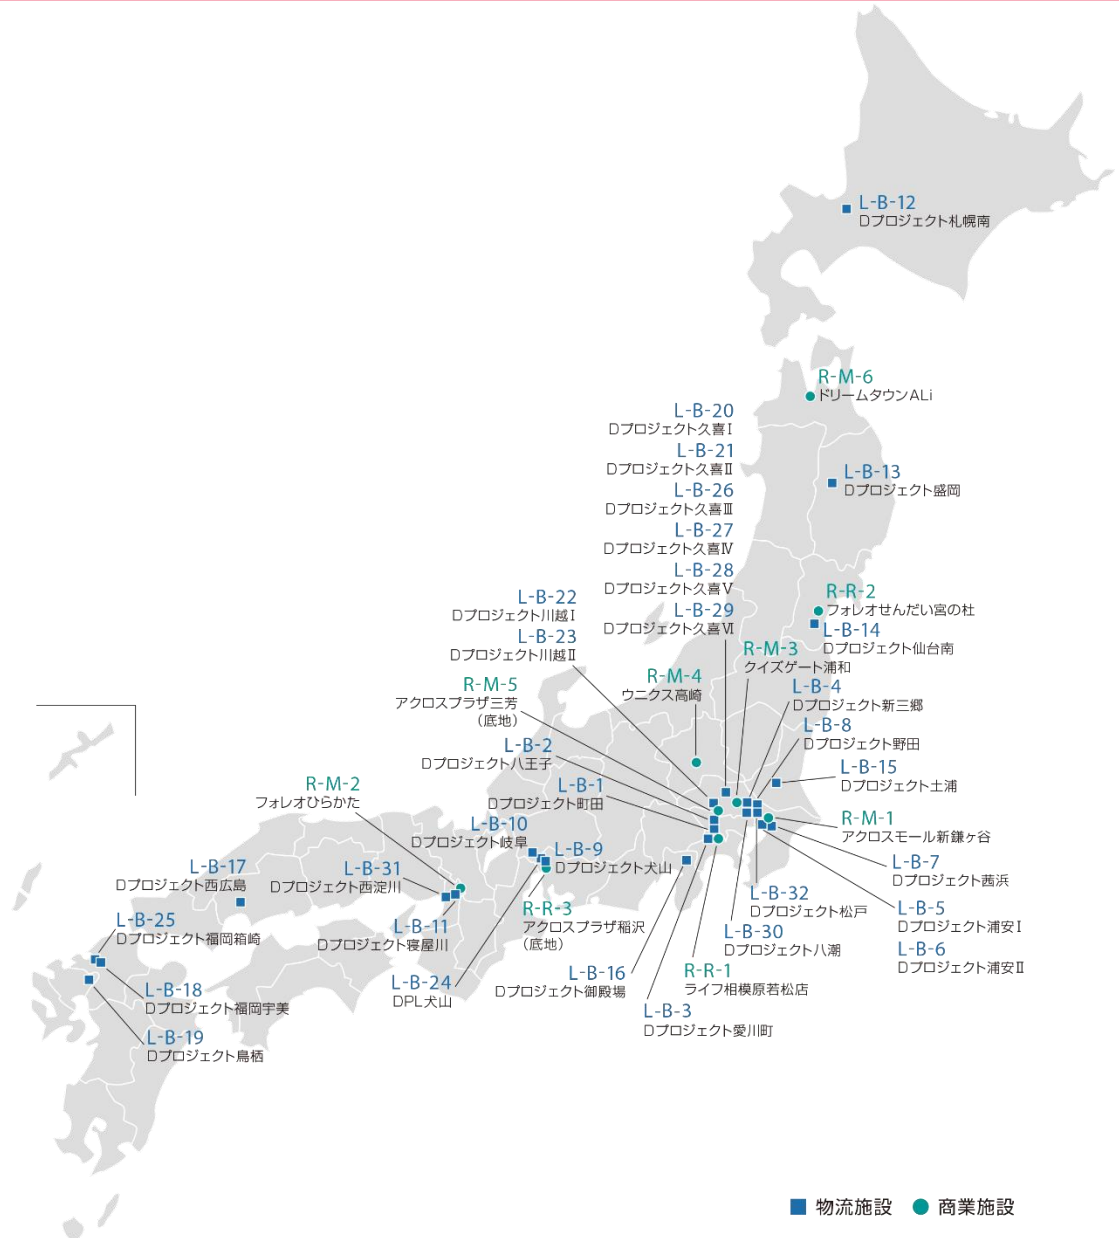 L-B-12
Dプロジェクト札幌南
R-M-6
ドリームタウンALi
L-B-20
DプロジェクトX久喜Ⅰ
L-B-21
Dプロジェクト久喜Ⅱ
L-B-26
Dプロジェクト久喜Ⅲ
L-B-27
Dプロジェクト久喜Ⅳ
L-B-28
Dプロジェクト久喜Ⅴ
L-B-29
Dプロジェクト久喜Ⅵ
L-B-13
Dプロジェクト盛岡
R-R-2
フォレオせんだい宮の杜
L-B-14
Dプロジェクト仙台南
L-B-22
Dプロジェクト川越Ⅰ
L-B-23
Dプロジェクト川越Ⅱ
R-M-3
クイズゲート浦和
R-M-4
ウニクス高崎
R-M-5
アクロスプラザ三芳
(底地)
L-B-4
Dプロジェクト新三郷
L-B-8
Dプロジェクト野田
L-B-2
Dプロジェクト八王子
L-B-15
Dプロジェクト土浦
L-B-1
Dプロジェクト町田
R-M-2
フォレオひらかた
R-M-1
アクロスモール新鎌ヶ谷
L-B-10
Dプロジェクト岐阜
L-B-9
Dプロジェクト犬山
L-B-7
Dプロジェクト茜浜
L-B-17
Dプロジェクト西広島
L-B-31
Dプロジェクト西淀川
L-B-32
Dプロジェクト松戸
L-B-5
Dプロジェクト浦安Ⅰ
L-B-25
Dプロジェクト福岡箱崎
L-B-11
Dプロジェクト寝屋川
R-R-3
アクロスプラザ稲沢
(底地)
L-B-30
Dプロジェクト八潮
L-B-6
Dプロジェクト浦安Ⅱ
L-B-24
DPL犬山
L-B-16
Dプロジェクト御殿場
R-R-1
ライフ相模原若松店
L-B-18
Dプロジェクト福岡宇美
L-B-3
Dプロジェクト愛川町
L-B-19
Dプロジェクト鳥栖
物流施設
商業施設